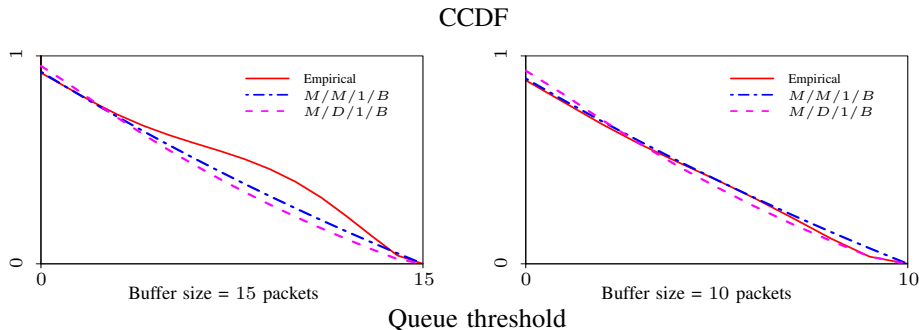 CCDF
1
Empirical
M/M/1/B
M/D/1/B
0
0
15
Buffer size = 15 packets
1
Empirical
M/M/1/B
M/D/1/B
0
0
10
Buffer size = 10 packets
Queue threshold